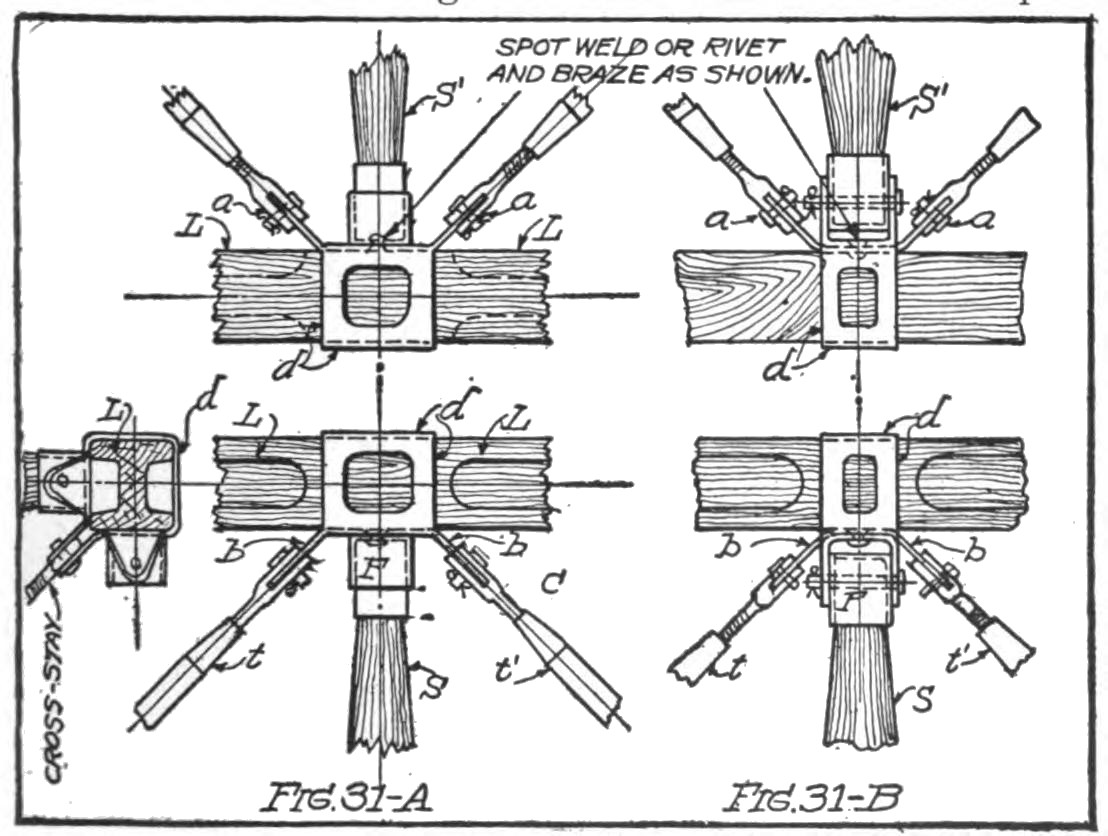 SPOT WELD OR RIVET
AND BRAZE AS SHOWN.
S' S'
a a a a
L L
d d
L d L d L d
b b b b
F C F
t S t' t S t'
CROSS-STAY
FIG.31-A FIG.31-B